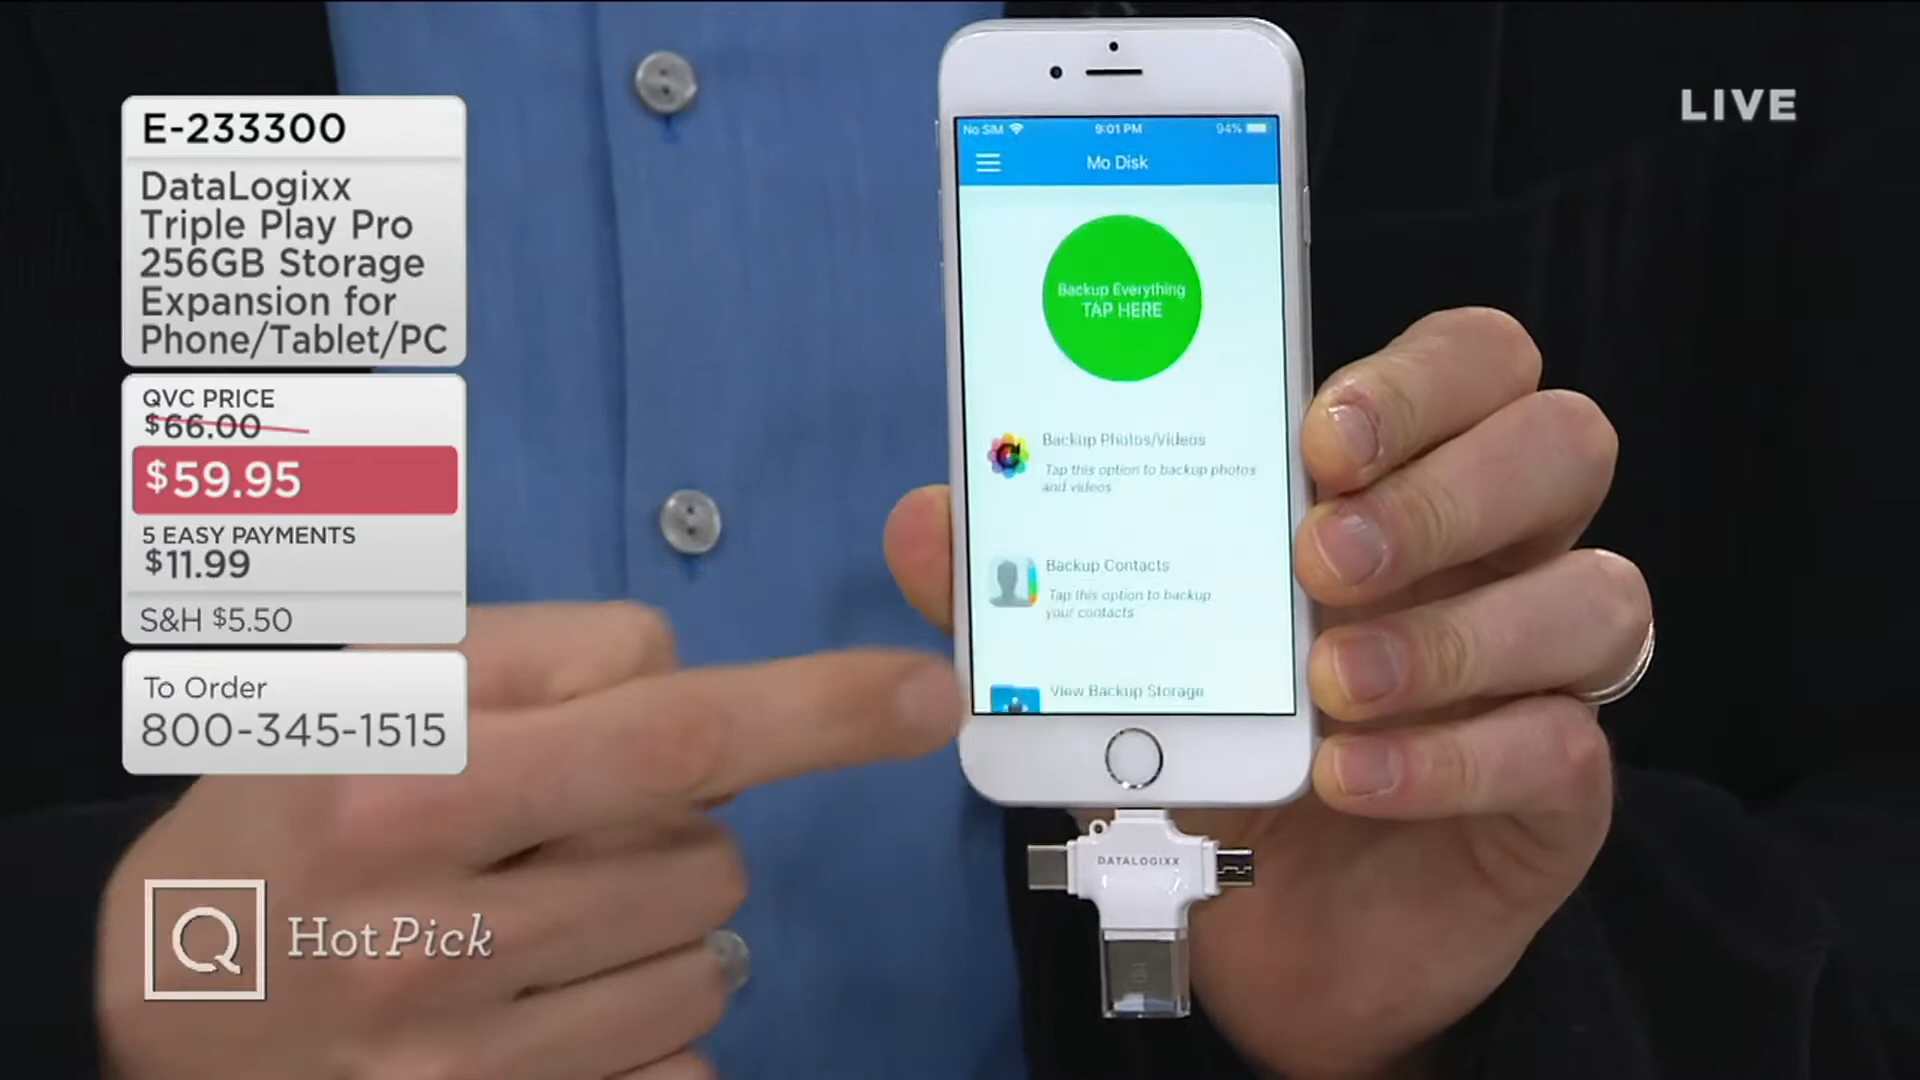 E-233300
DataLogixx
Triple Play Pro
256GB Storage
Expansion for
Phone/Tablet/PC
QVC PRICE
$66.00
$59.95
5 EASY PAYMENTS
$11.99
S&H $5.50
To Order
800-345-1515
Q Hot Pick
LIVE
No SIM 9:01 PM 94%
Mo Disk
Backup Everything
TAP HERE
Backup Photos/Videos
Tap this option to backup photos
and videos
Backup Contacts
Tap this option to backup
your contacts
View Backup Storage
DATALOGIXX